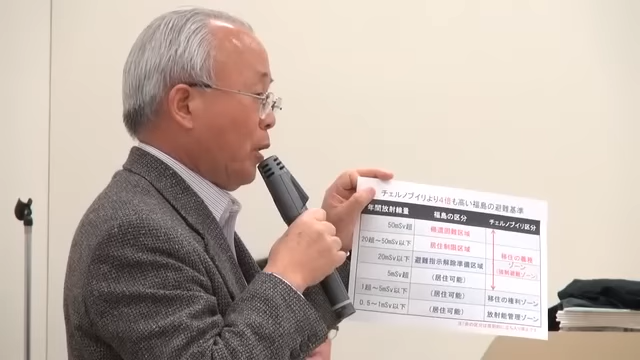 チェルノブイリより4倍も高い福島の避難基準
年間放射線量 福島の区分 チェルノブイリ区分
50mSv超 帰還困難区域
20超~50mSv以下 居住制限区域
移住の義務
ゾーン
(強制避難ゾーン)
20mSv以下 避難指示解除準備区域
5mSv超 (居住可能)
1超~5mSv以下 (居住可能) 移住の権利ゾーン
0.5~1mSv以下 (居住可能) 放射能管理ゾーン